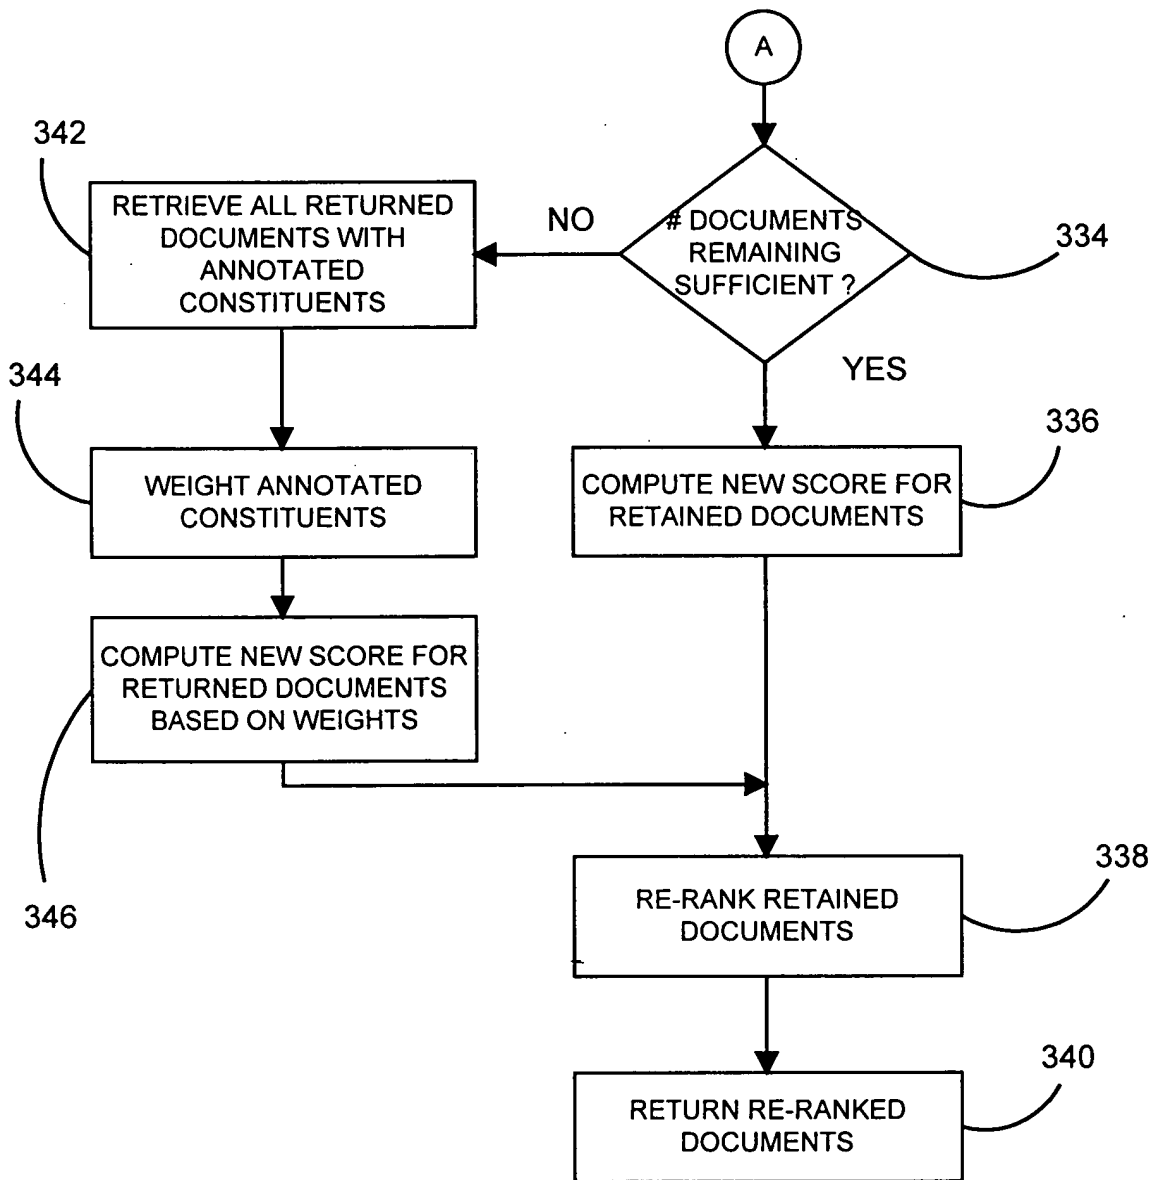 A
342
RETRIEVE ALL RETURNED
DOCUMENTS WITH
ANNOTATED
CONSTITUENTS
NO
# DOCUMENTS
REMAINING
SUFFICIENT ?
334
YES
344
WEIGHT ANNOTATED
CONSTITUENTS
336
COMPUTE NEW SCORE FOR
RETAINED DOCUMENTS
COMPUTE NEW SCORE FOR
RETURNED DOCUMENTS
BASED ON WEIGHTS
346
338
RE-RANK RETAINED
DOCUMENTS
340
RETURN RE-RANKED
DOCUMENTS